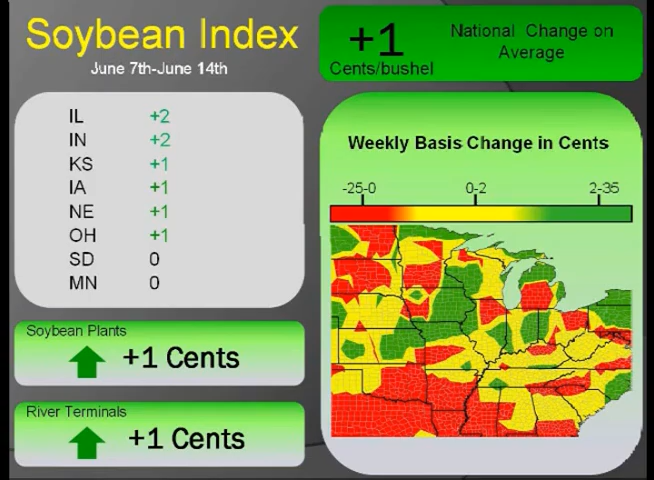 Soybean Index
June 7th-June 14th
+1
Cents/bushel
National Change on
Average
IL +2
IN +2
KS +1
IA +1
NE +1
OH +1
SD 0
MN 0
Soybean Plants
+1 Cents
River Terminals
+1 Cents
Weekly Basis Change in Cents
-25-0 0-2 2-35